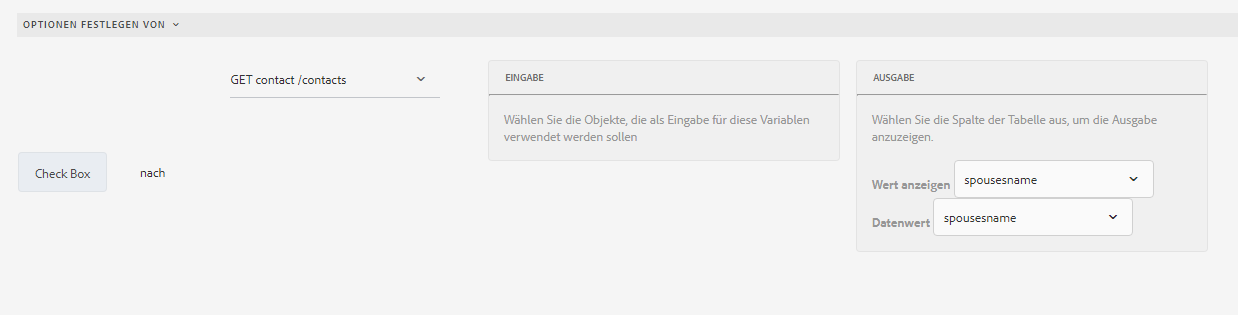 OPTIONEN FESTLEGEN VON
GET contact /contacts
EINGABE
Wählen Sie die Objekte, die als Eingabe für diese Variablen
verwendet werden sollen
AUSGABE
Wählen Sie die Spalte der Tabelle aus, um die Ausgabe
anzuzeigen.
Check Box
nach
Wert anzeigen spousesname
Datenwert spousesname